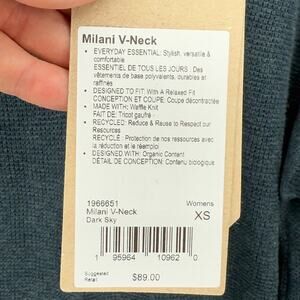 Milani V-Neck
• EVERYDAY ESSENTIAL: Stylish, versatile &
comfortable
ESSENTIEL DE TOUS LES JOURS : Des
vêtements de base polyvalents, durables et
raffinés
• DESIGNED TO FIT: With A Relaxed Fit
CONCEPTION ET COUPE: Coupe décontractée
• MADE WITH: Waffle Knit
FAIT DE: Tricot gaufré -
• RECYCLED: Reduce & Reuse to Respect our
Resources
RECYCLÉ : Protection de nos ressources avec
la réduction et le réemploi
• DESIGNED WITH: Organic Content
DÉTAIL DE CONCEPTION: Contenu biologique
1966651
Milani V-Neck
Dark Sky
Womens
XS
1 95964 10962 0
Suggested
Retail
$89.00